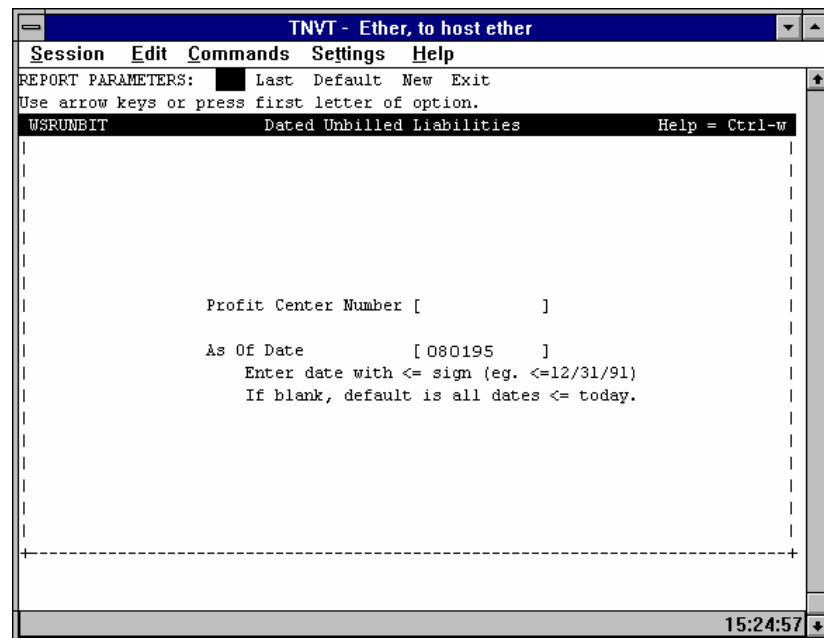 TNVT - Ether, to host ether
Session Edit Commands Settings Help
REPORT PARAMETERS: Last Default New Exit
Use arrow keys or press first letter of option.
WSRUNBIT Dated Unbilled Liabilities Help = Ctrl-w
Profit Center Number [ ]
As Of Date [ 080195 ]
Enter date with <= sign (eg. <=12/31/91)
If blank, default is all dates <= today.
15:24:57